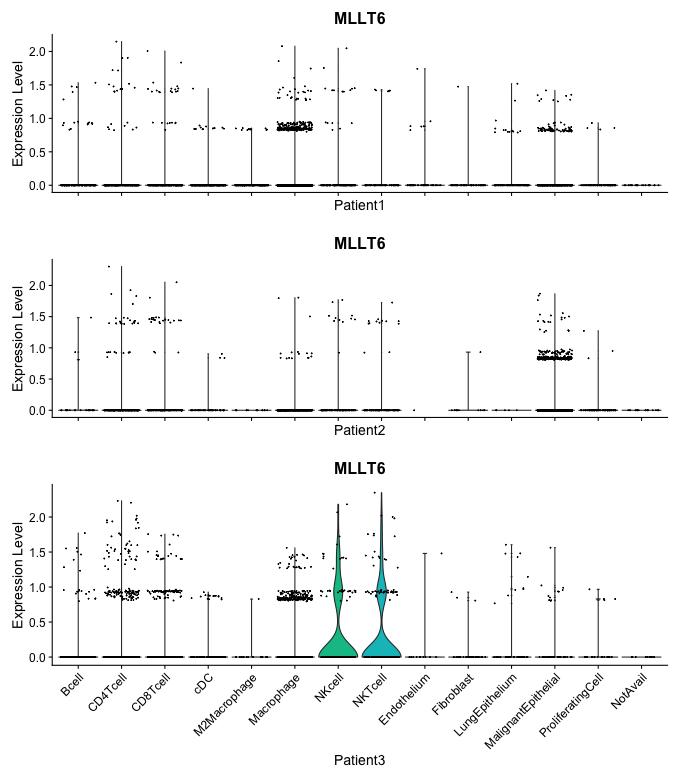 MLLT6
Expression Level
2.0
1.5
1.0
0.5
0.0
Patient1
MLLT6
Expression Level
2.0
1.5
1.0
0.5
0.0
Patient2
MLLT6
Expression Level
2.0
1.5
1.0
0.5
0.0
Bcell
CD4Tcell
CD8Tcell
cDC
M2Macrophage
Macrophage
NKcell
NKTcell
Endothelium
Fibroblast
LungEpithelium
MalignantEpithelial
ProliferatingCell
NotAvail
Patient3